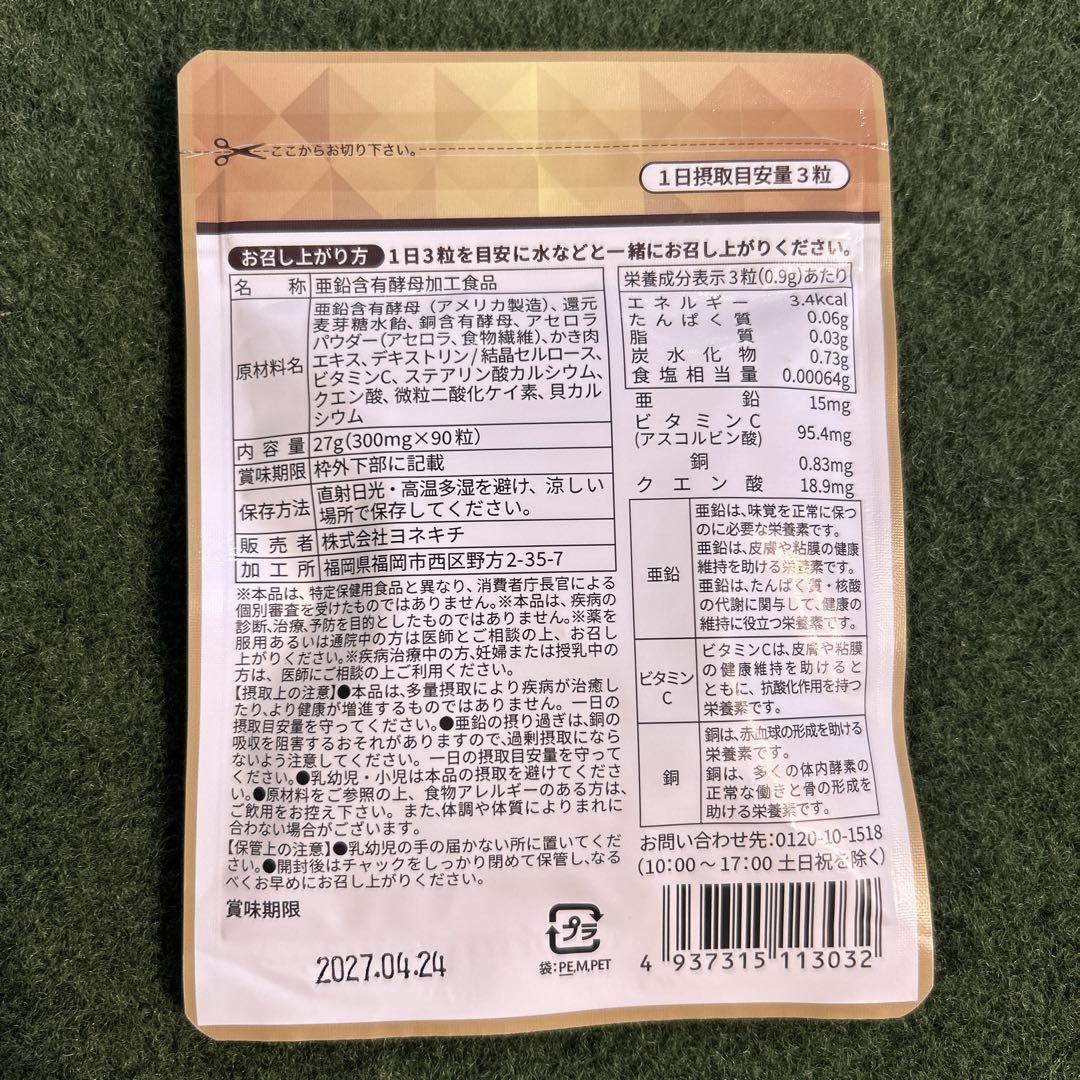 ここからお切り下さい。
1日摂取目安量3粒
お召し上がり方 1日3粒を目安に水などと一緒にお召し上がりください。
名称 亜鉛含有酵母加工食品
原材料名 亜鉛含有酵母(アメリカ製造)、還元
麦芽糖水飴、銅含有酵母、アセロラ
パウダー(アセロラ、食物繊維)、かき肉
エキス、デキストリン/結晶セルロース、
ビタミンC、ステアリン酸カルシウム、
クエン酸、微粒二酸化ケイ素、貝カル
シウム
内容量 27g(300mg×90粒)
賞味期限 枠外下部に記載
保存方法 直射日光・高温多湿を避け、涼しい
場所で保存してください。
販売者 株式会社ヨネキチ
加工所 福岡県福岡市西区野方2-35-7
※本品は、特定保健用食品と異なり、消費者庁長官による
個別審査を受けたものではありません。※本品は、疾病の
診断、治療、予防を目的としたものではありません。※薬を
服用あるいは通院中の方は医師とご相談の上、お召し
上がりください。※疾病治療中の方、妊婦または授乳中の
方は、医師にご相談の上ご利用ください。
【摂取上の注意】●本品は、多量摂取により疾病が治癒し
たり、より健康が増進するものではありません。一日の
摂取目安量を守ってください。●亜鉛の摂り過ぎは、銅の
吸収を阻害するおそれがありますので、過剰摂取になら
ないよう注意してください。一日の摂取目安量を守って
ください。●乳幼児・小児は本品の摂取を避けてくださ
い。●原材料をご参照の上、食物アレルギーのある方は、
ご飲用をお控え下さい。また、体調や体質によりまれに
合わない場合がございます。
【保管上の注意】●乳幼児の手の届かない所に置いてくだ
さい。●開封後はチャックをしっかり閉めて保管し、なる
べくお早めにお召し上がりください。
賞味期限
2027.04.24
栄養成分表示3粒(0.9g)あたり
エネルギー 3.4kcal
たんぱく質 0.06g
脂質 0.03g
炭水化物 0.73g
食塩相当量 0.00064g
亜鉛 15mg
ビタミンC
(アスコルビン酸) 95.4mg
銅 0.83mg
クエン酸 18.9mg
亜鉛 亜鉛は、味覚を正常に保つ
のに必要な栄養素です。
亜鉛は、皮膚や粘膜の健康
維持を助ける栄養素です。
亜鉛は、たんぱく質・核酸
の代謝に関与して、健康の
維持に役立つ栄養素です。
ビタミンC ビタミンCは、皮膚や粘膜
の健康維持を助けると
ともに、抗酸化作用を持つ
栄養素です。
銅 銅は、赤血球の形成を助ける
栄養素です。
銅は、多くの体内酵素の
正常な働きと骨の形成を
助ける栄養素です。
お問い合わせ先:0120-10-1518
(10:00~17:00 土日祝を除く)
プラ
袋:PE,M,PET
4 937315 113032